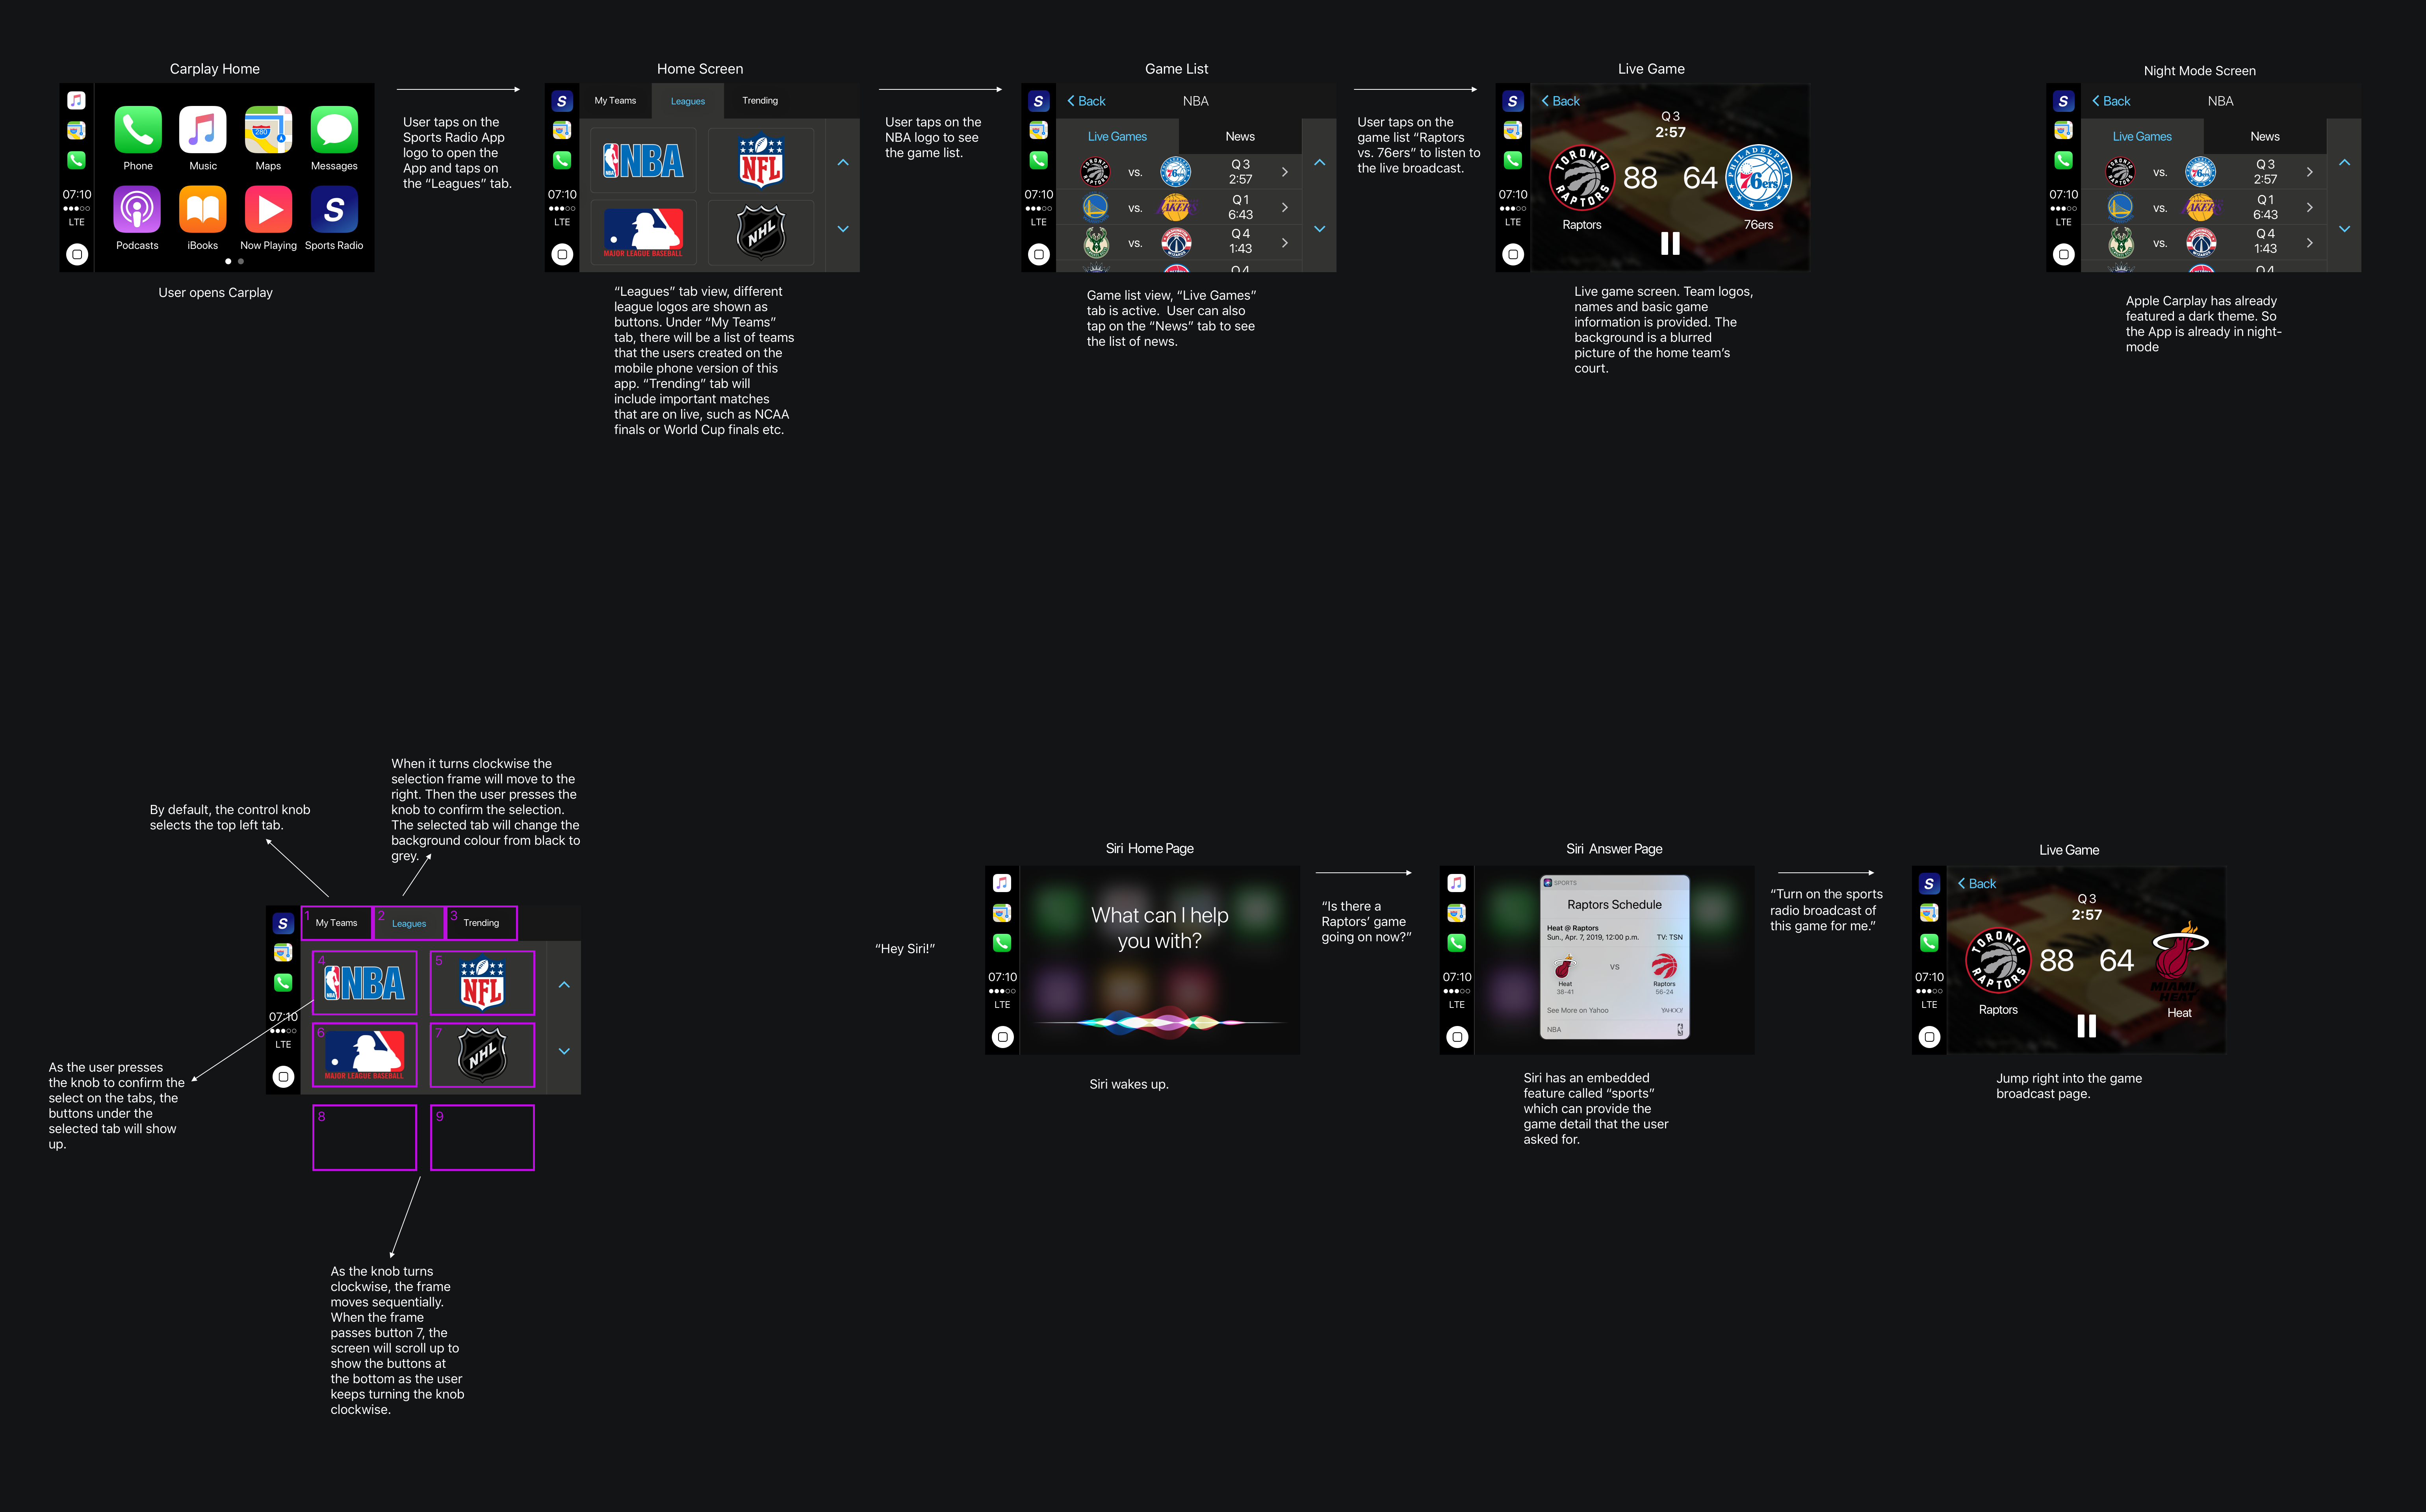 Carplay Home
07:10
LTE
280
Phone
Music
Maps
Messages
Podcasts
iBooks
Now Playing
S
Sports Radio
User opens Carplay
User taps on the
Sports Radio App
logo to open the
App and taps on
the “Leagues” tab.
Home Screen
S
07:10
LTE
My Teams
Leagues
Trending
NBA
NFL
MAJOR LEAGUE BASEBALL
NHL
“Leagues” tab view, different
league logos are shown as
buttons. Under “My Teams”
tab, there will be a list of teams
that the users created on the
mobile phone version of this
app. “Trending” tab will
include important matches
that are on live, such as NCAA
finals or World Cup finals etc.
User taps on the
NBA logo to see
the game list.
Game List
S
07:10
LTE
Back
NBA
Live Games
News
vs.
Q 3
2:57
vs.
Q 1
6:43
vs.
Q 4
1:43
Q4
Game list view, “Live Games”
tab is active.  User can also
tap on the “News” tab to see
the list of news.
User taps on the
game list “Raptors
vs. 76ers” to listen to
the live broadcast.
Live Game
S
07:10
LTE
Back
Q 3
2:57
TORONTO
RAPTORS
88
64
PHILADELPHIA
76ers
Raptors
76ers
Live game screen. Team logos,
names and basic game
information is provided. The
background is a blurred
picture of the home team’s
court.
Night Mode Screen
S
07:10
LTE
Back
NBA
Live Games
News
vs.
Q 3
2:57
vs.
Q 1
6:43
vs.
Q 4
1:43
Q4
Apple Carplay has already
featured a dark theme. So
the App is already in night-
mode
By default, the control knob
selects the top left tab.
When it turns clockwise the
selection frame will move to the
right. Then the user presses the
knob to confirm the selection.
The selected tab will change the
background colour from black to
grey.
S
07:10
LTE
1
My Teams
2
Leagues
3
Trending
4
NBA
5
NFL
6
MAJOR LEAGUE BASEBALL
7
NHL
8
9
As the user presses
the knob to confirm the
select on the tabs, the
buttons under the
selected tab will show
up.
As the knob turns
clockwise, the frame
moves sequentially.
When the frame
passes button 7, the
screen will scroll up to
show the buttons at
the bottom as the user
keeps turning the knob
clockwise.
“Hey Siri!”
Siri Home Page
07:10
LTE
What can I help
you with?
Siri wakes up.
“Is there a
Raptors’ game
going on now?”
Siri Answer Page
07:10
LTE
SPORTS
Raptors Schedule
Heat @ Raptors
Sun., Apr. 7, 2019, 12:00 p.m.
TV: TSN
VS
Heat
38-41
Raptors
56-24
See More on Yahoo
YAHOO!
NBA
Siri has an embedded
feature called “sports”
which can provide the
game detail that the user
asked for.
“Turn on the sports
radio broadcast of
this game for me.”
Live Game
S
07:10
LTE
Back
Q 3
2:57
TORONTO
RAPTORS
88
64
MIAMI
HEAT
Raptors
Heat
Jump right into the game
broadcast page.